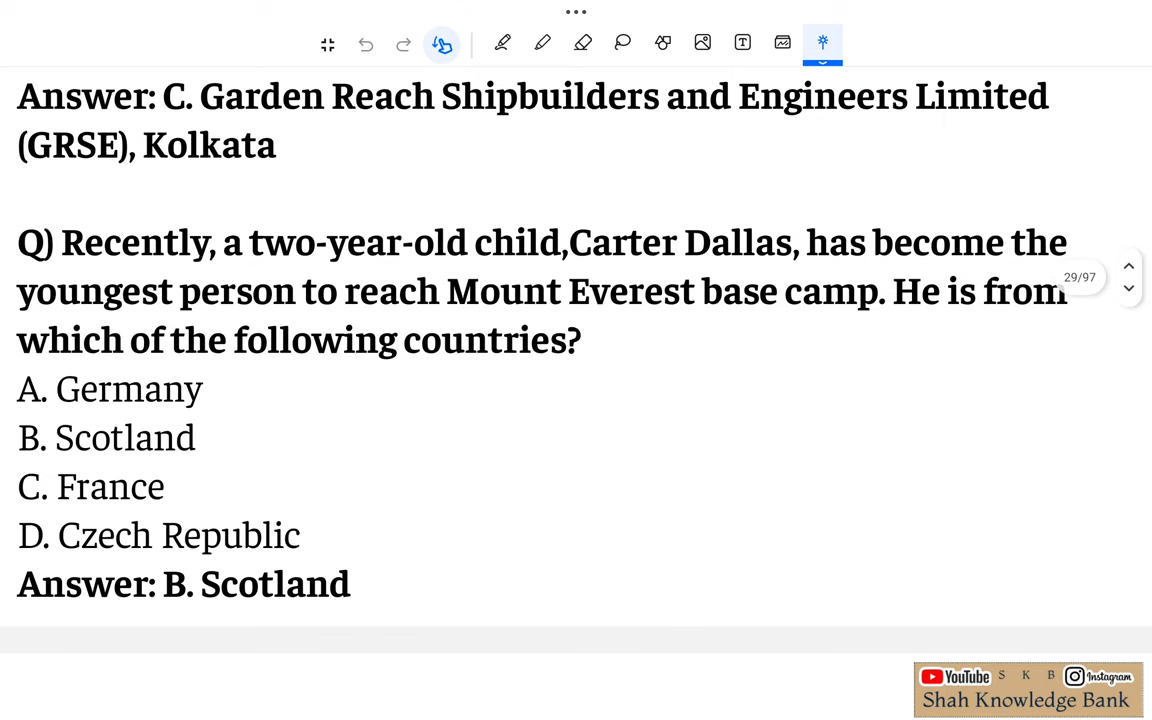 Answer: C. Garden Reach Shipbuilders and Engineers Limited
(GRSE), Kolkata
Q) Recently, a two-year-old child,Carter Dallas, has become the
youngest person to reach Mount Everest base camp. He is from
29/97
which of the following countries?
A. Germany
B. Scotland
C. France
D. Czech Republic
Answer: B. Scotland
YouTube S K B Instagram
Shah Knowledge Bank